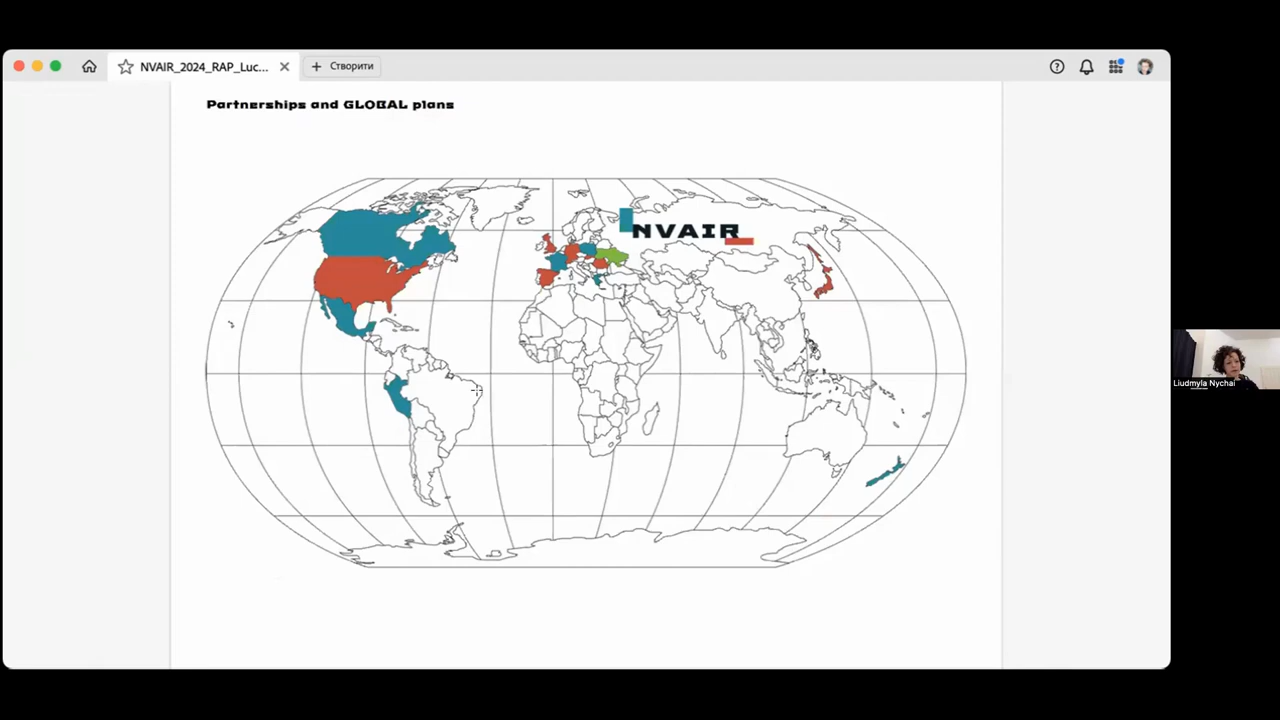 NVAIR_2024_RAP_Luc...
Створити
Partnerships and GLOBAL plans
NVAIR
Liudmyla Nychai